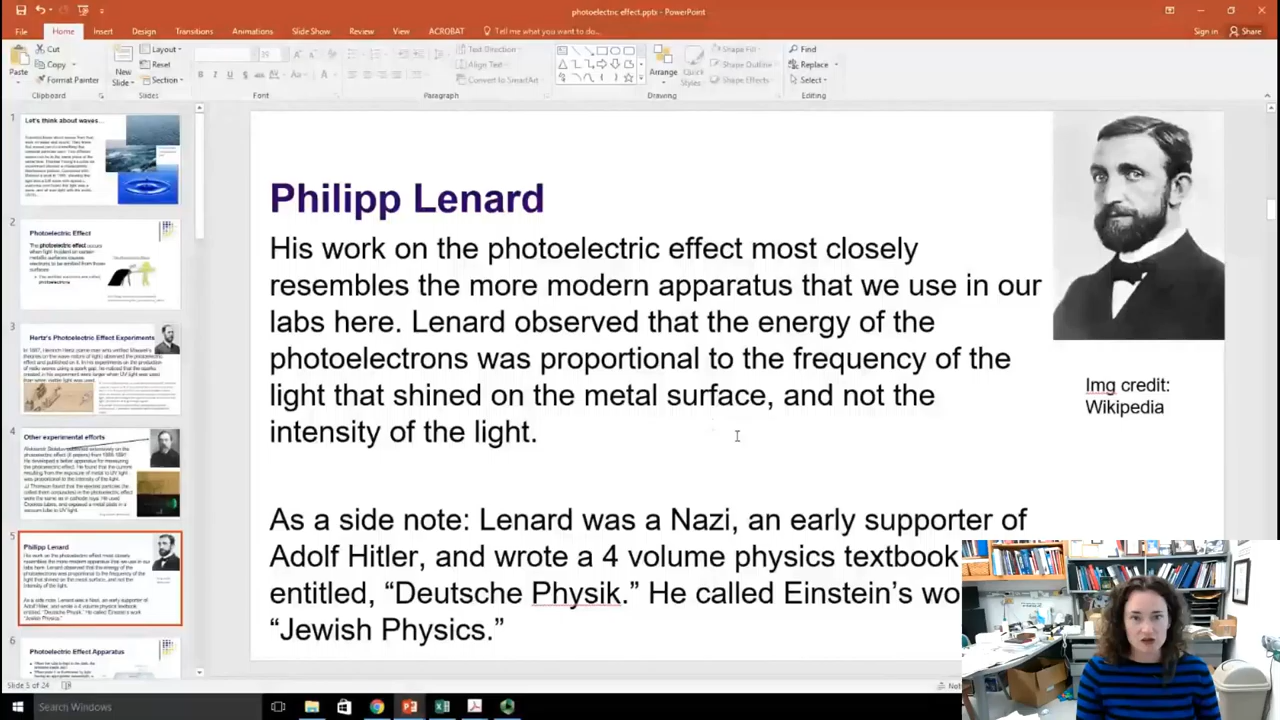 photoelectric effect.pptx - PowerPoint
File Home Insert Design Transitions Animations Slide Show Review View ACROBAT Tell me what you want to do... Sign in Share
Paste
Cut
Copy
Format Painter
Clipboard
New
Slide
Layout
Reset
Section
Slides
Font
Text Direction
Align Text
Convert to SmartArt
Paragraph
Arrange
Quick
Styles
Shape Fill
Shape Outline
Shape Effects
Drawing
Find
Replace
Select
Editing
1
Let's think about waves...
2
Photoelectric Effect
3
Hertz's Photoelectric Effect Experiments
4
Other experimental efforts
5
Philipp Lenard
6
Photoelectric Effect Apparatus
Philipp Lenard
His work on the photoelectric effect most closely
resembles the more modern apparatus that we use in our
labs here. Lenard observed that the energy of the
photoelectrons was proportional to the frequency of the
light that shined on the metal surface, and not the
intensity of the light.
As a side note: Lenard was a Nazi, an early supporter of
Adolf Hitler, and wrote a 4 volume physics textbook
entitled, “Deutsche Physik.” He called Einstein’s wo
“Jewish Physics.”
Img credit:
Wikipedia
Slide 5 of 24
Search Windows